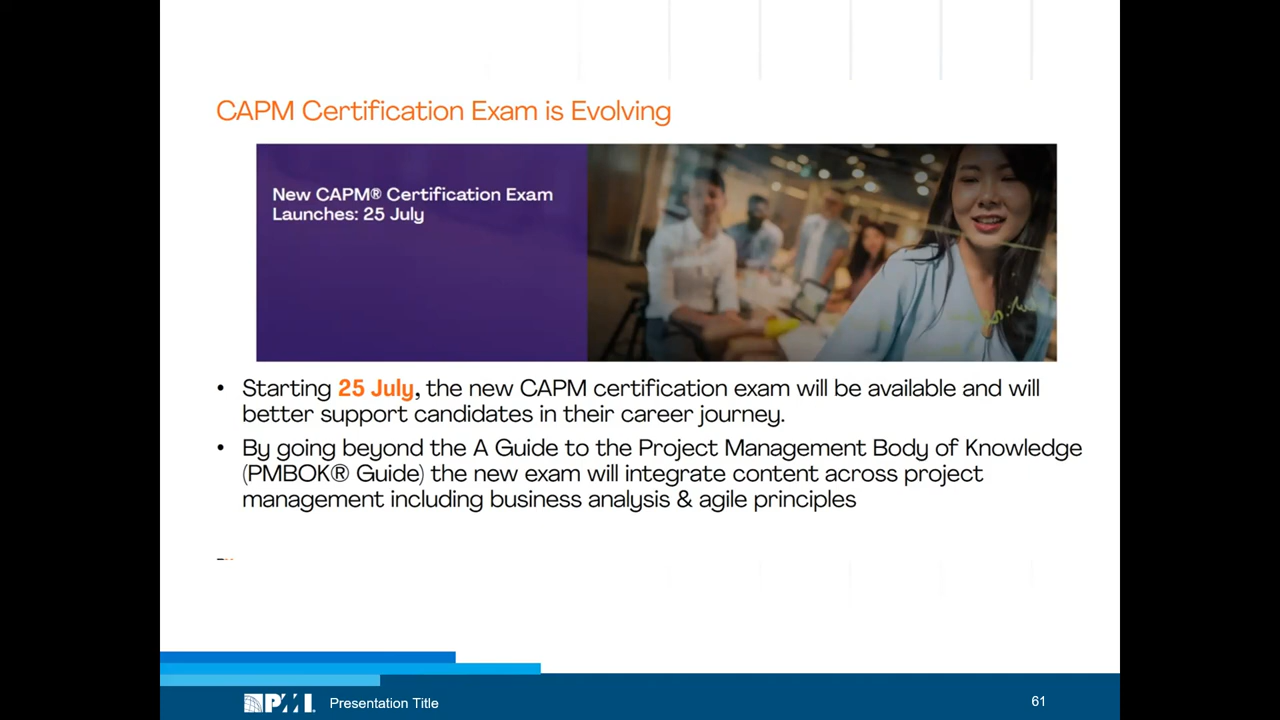 CAPM Certification Exam is Evolving
New CAPM® Certification Exam
Launches: 25 July
• Starting 25 July, the new CAPM certification exam will be available and will
better support candidates in their career journey.
• By going beyond the A Guide to the Project Management Body of Knowledge
(PMBOK® Guide) the new exam will integrate content across project
management including business analysis & agile principles
PMI Presentation Title
61